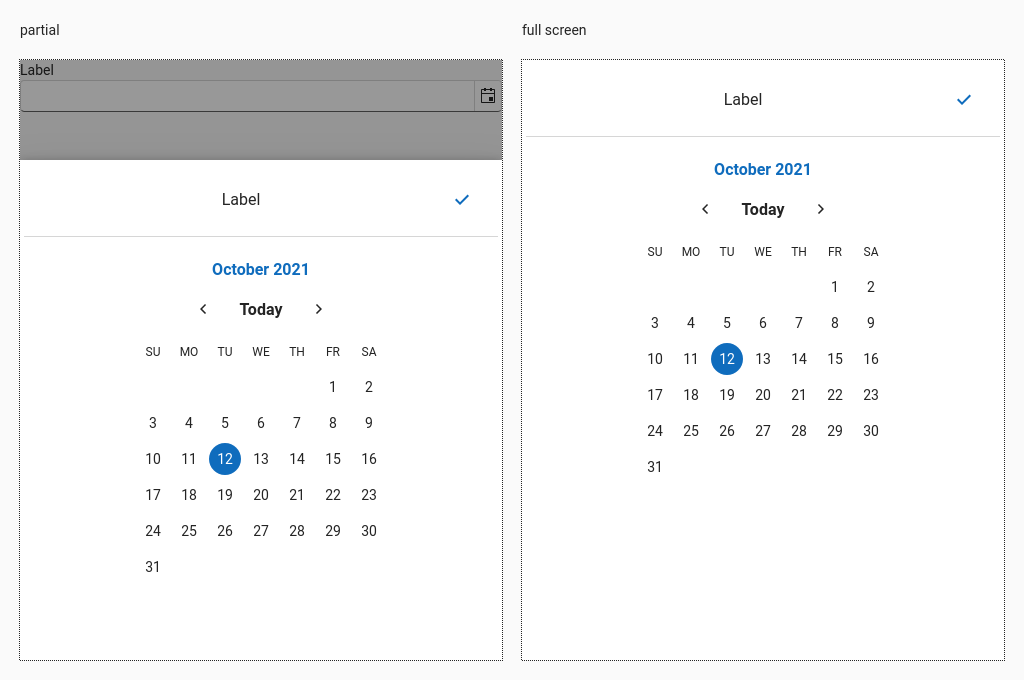 partial
Label
Label
October 2021
Today
SU MO TU WE TH FR SA
1 2
3 4 5 6 7 8 9
10 11 12 13 14 15 16
17 18 19 20 21 22 23
24 25 26 27 28 29 30
31
full screen
Label
October 2021
Today
SU MO TU WE TH FR SA
1 2
3 4 5 6 7 8 9
10 11 12 13 14 15 16
17 18 19 20 21 22 23
24 25 26 27 28 29 30
31